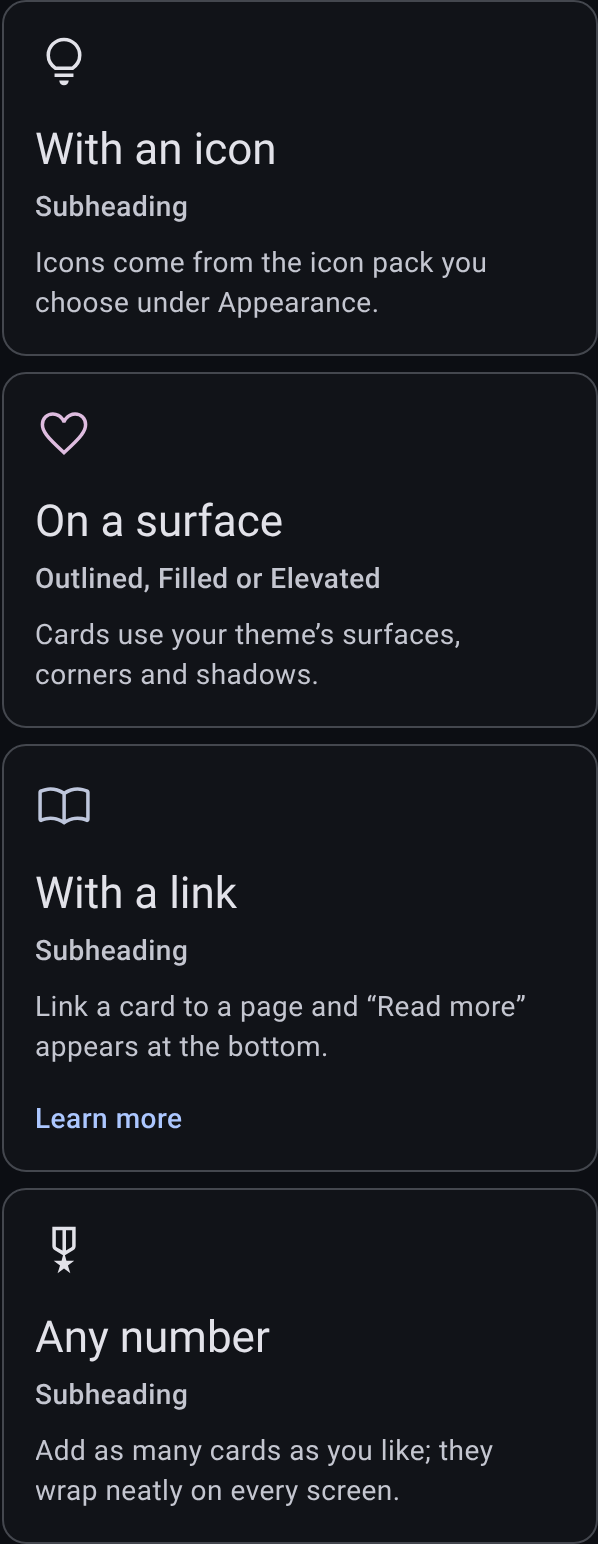 With an icon
Subheading
Icons come from the icon pack you
choose under Appearance.
On a surface
Outlined, Filled or Elevated
Cards use your theme’s surfaces,
corners and shadows.
With a link
Subheading
Link a card to a page and “Read more”
appears at the bottom.
Learn more
Any number
Subheading
Add as many cards as you like; they
wrap neatly on every screen.